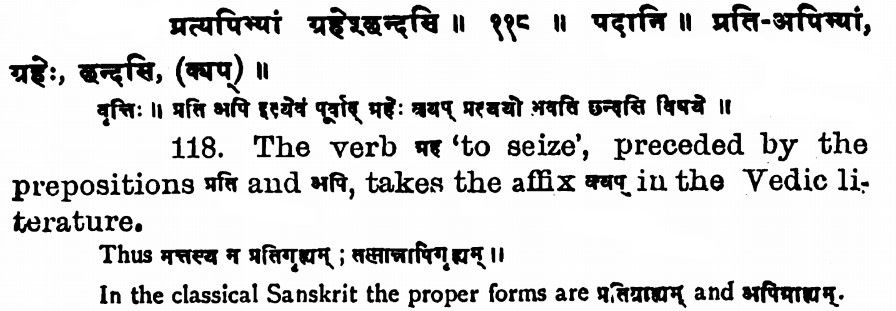 प्रत्यपिभ्यां ग्रहेश्छन्दसि ॥ ११८ ॥ पदानि ॥ प्रति-अपिभ्यां,
ग्रहेः, छन्दसि, (क्यप्) ॥
वृत्तिः ॥ प्रति अपि इत्येवं पूर्वाद् ग्रहेः क्यप् प्रत्ययो भवति छन्दसि विषये ॥
118. The verb ग्रह 'to seize', preceded by the
prepositions प्रति and अपि, takes the affix क्यप् in the Vedic li-
terature.
Thus मत्तस्य न प्रतिगृह्यम् ; तस्मान्नापिगृह्यम् ॥
In the classical Sanskrit the proper forms are प्रतिग्राह्यम् and अपिग्राह्यम्.